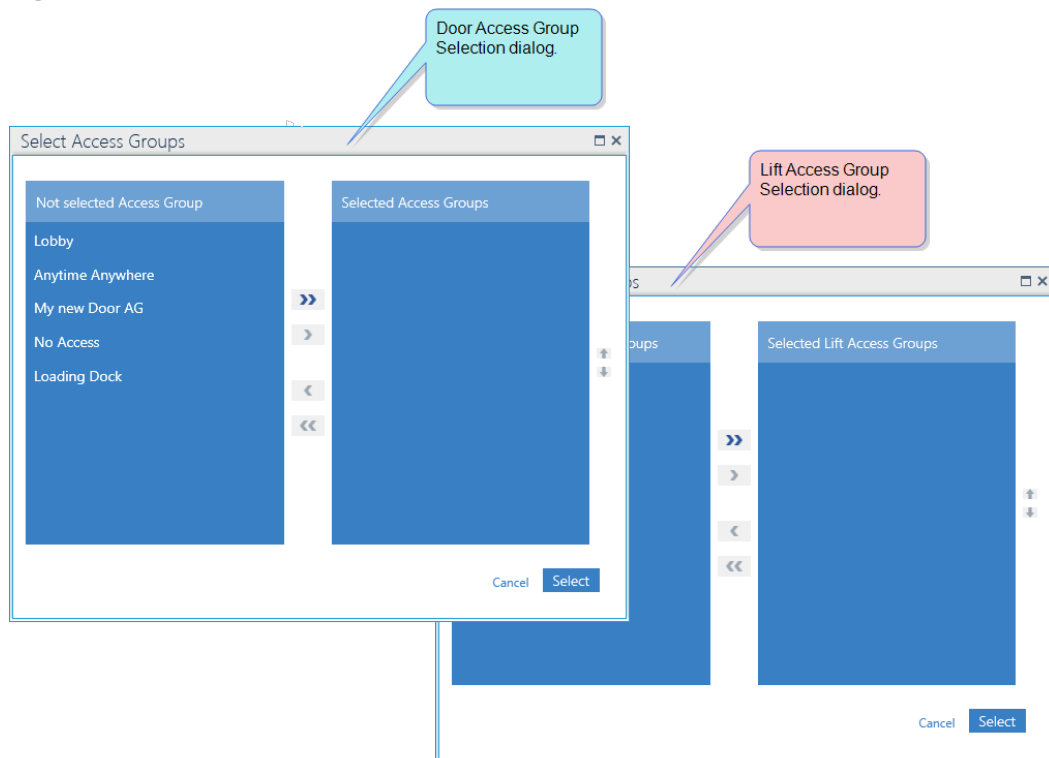 Door Access Group
Selection dialog.
Select Access Groups
Not selected Access Group
Selected Access Groups
Lobby
Anytime Anywhere
My new Door AG
No Access
Loading Dock
Cancel
Select
Lift Access Group
Selection dialog.
Selected Lift Access Groups
Cancel
Select